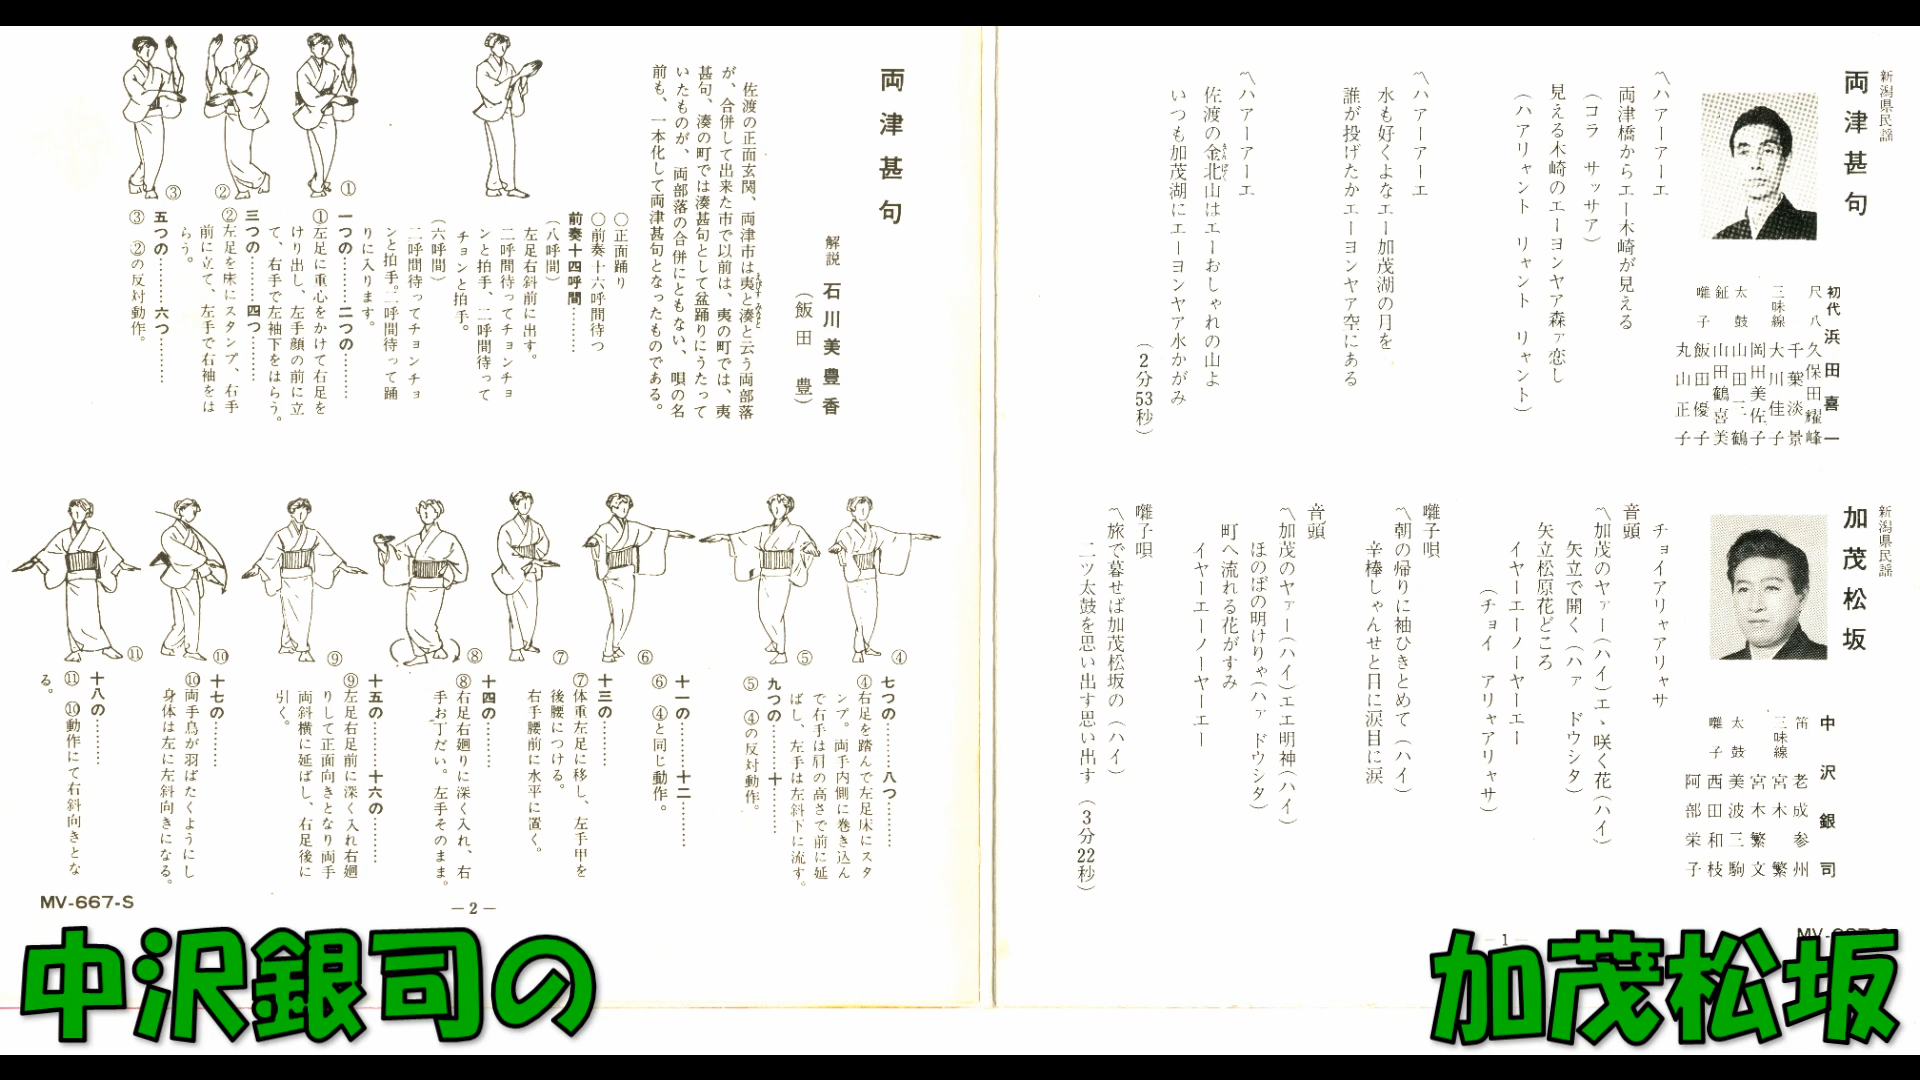 新潟県民謡
両津甚句
初代 浜田喜一
尺八 久保田耀峰
千葉淡景
三味線 大川佳子
岡田美佐子
太鼓 山田三鶴
鉦 山田鶴喜美
囃子 飯田優子
丸山正子
〽ハアーアーエ
両津橋からエー木崎が見える
(コラ サッサア)
見える木崎のエーヨンヤア森ァ恋し
(ハアリャント リャント リャント)
〽ハアーアーエ
水も好くよなエー加茂湖の月を
誰が投げたかエーヨンヤア空にある
〽ハアーアーエ
佐渡の金北山はエーおしゃれの山よ
きんぽく
いつも加茂湖にエーヨンヤア水かがみ
(2分53秒)
新潟県民謡
加茂松坂
中沢銀司
笛 老成参州
三味線 宮木繁
宮木繁文
太鼓 美波三駒
囃子 西田和枝
阿部栄子
チョイアリャアリャサ
音頭
〽加茂のヤァー(ハイ)エ、咲く花(ハイ)
矢立で開く(ハァ ドウシタ)
矢立松原花どころ
イヤーエーノーヤーエー
(チョイ アリャアリャサ)
囃子唄
〽朝の帰りに袖ひきとめて(ハイ)
辛棒しゃんせと目に涙目に涙
音頭
〽加茂のヤァー(ハイ)エエ明神(ハイ)
ほのぼの明けりゃ(ハァ ドウシタ)
町へ流れる花がすみ
イヤーエーノーヤーエー
囃子唄
〽旅で暮せば加茂松坂の(ハイ)
二ツ太鼓を思い出す思い出す(3分22秒)
1
両津甚句
解説 石川美豊香
(飯田 豊)
佐渡の正面玄関、両津市は夷と湊と云う両部落
えびす みなと
が、合併して出来た市で以前は、夷の町では、夷
甚句、湊の町では湊甚句として盆踊りにうたって
いたものが、両部落の合併にともない、唄の名
前も、一本化して両津甚句となったものである。
〇正面踊り
〇前奏十六呼間待つ
前奏十四呼間………
(八呼間)
左足右斜前に出す。
二呼間待ってチョンチョ
ンと拍手、二呼間待って
チョンと拍手。
(六呼間)
二呼間待ってチョンチョ
ンと拍手。二呼間待って踊
りに入ります。
一つの………二つの………
①左足に重心をかけて右足を
けり出し、左手顔の前に立
て、右手で左袖下をはらう。
三つの………四つ………
②左足を床にスタンプ、右手
前に立て、左手で右袖をは
らう。
五つの………六つ………
③ ②の反対動作。
① ② ③
④ ⑤ ⑥ ⑦ ⑧ ⑨ ⑩ ⑪
七つの………八つ………
④右足を踏んで左足床にスタ
ンプ。両手内側に巻き込ん
で右手は肩の高さで前に延
ばし、左手は左斜下に流す。
九つの………十………
⑤ ④の反対動作。
十一の………十二………
⑥ ④と同じ動作。
十三の………
⑦体重左足に移し、左手甲を
後腰につける。
右手腰前に水平に置く。
十四の………
⑧右足右廻りに深く入れ、右
手お丁だい。左手そのまま。
十五の………十六の………
⑨左足右足前に深く入れ右廻
りして正面向きとなり両手
両斜横に延ばし、右足後に
引く。
十七の………
⑩両手鳥が羽ばたくようにし
身体は左に左斜向きになる。
十八の………
⑪ ⑩動作にて右斜向きとな
る。
MV-667-S
—2—
中沢銀司の
加茂松坂